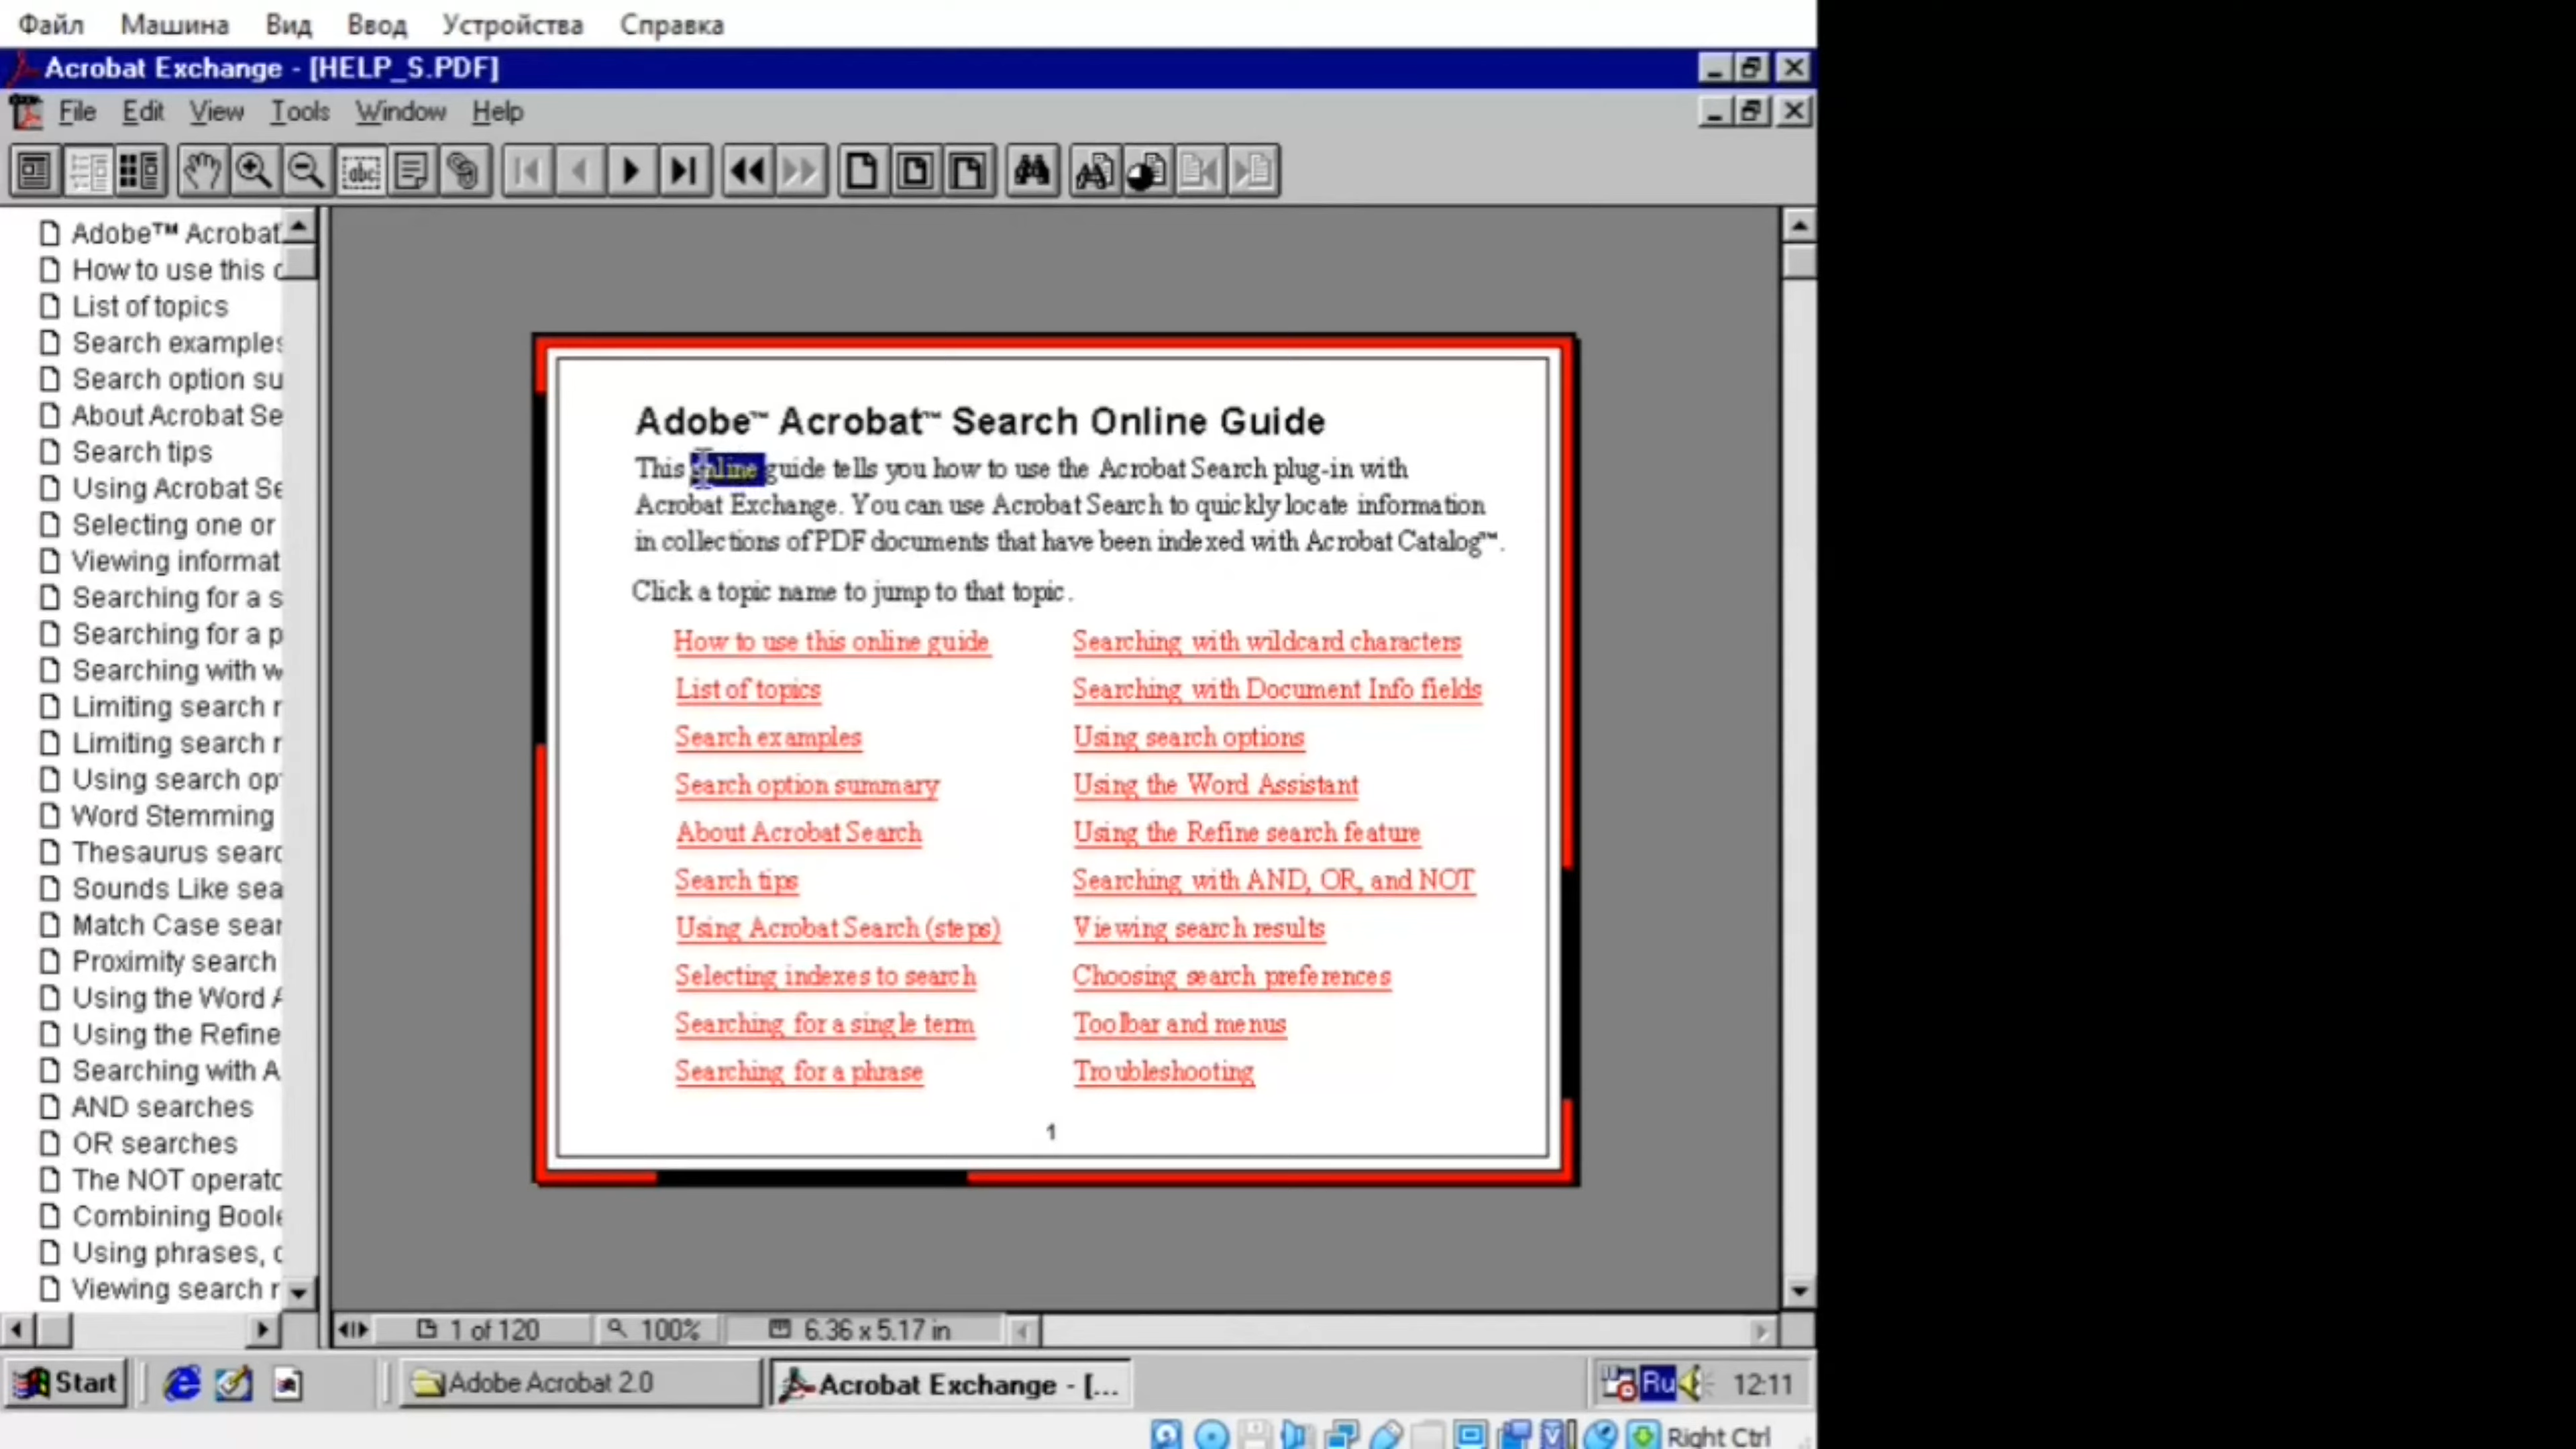 Файл Машина Вид Ввод Устройства Справка
Acrobat Exchange - [HELP_S.PDF]
File Edit View Tools Window Help
abc
Adobe™ Acrobat
How to use this
List of topics
Search examples
Search option su
About Acrobat Se
Search tips
Using Acrobat Se
Selecting one or
Viewing informat
Searching for a s
Searching for a p
Searching with w
Limiting search r
Limiting search r
Using search op
Word Stemming
Thesaurus searc
Sounds Like sea
Match Case sear
Proximity search
Using the Word A
Using the Refine
Searching with A
AND searches
OR searches
The NOT operato
Combining Boole
Using phrases, c
Viewing search r
Adobe™ Acrobat™ Search Online Guide
This online guide tells you how to use the Acrobat Search plug-in with
Acrobat Exchange. You can use Acrobat Search to quickly locate information
in collections of PDF documents that have been indexed with Acrobat Catalog™.
Click a topic name to jump to that topic.
How to use this online guide
List of topics
Search examples
Search option summary
About Acrobat Search
Search tips
Using Acrobat Search (steps)
Selecting indexes to search
Searching for a single term
Searching for a phrase
Searching with wildcard characters
Searching with Document Info fields
Using search options
Using the Word Assistant
Using the Refine search feature
Searching with AND, OR, and NOT
Viewing search results
Choosing search preferences
Toolbar and menus
Troubleshooting
1
1 of 120 100% 6.36 x 5.17 in
Start Adobe Acrobat 2.0 Acrobat Exchange - [... Ru 12:11
Right Ctrl